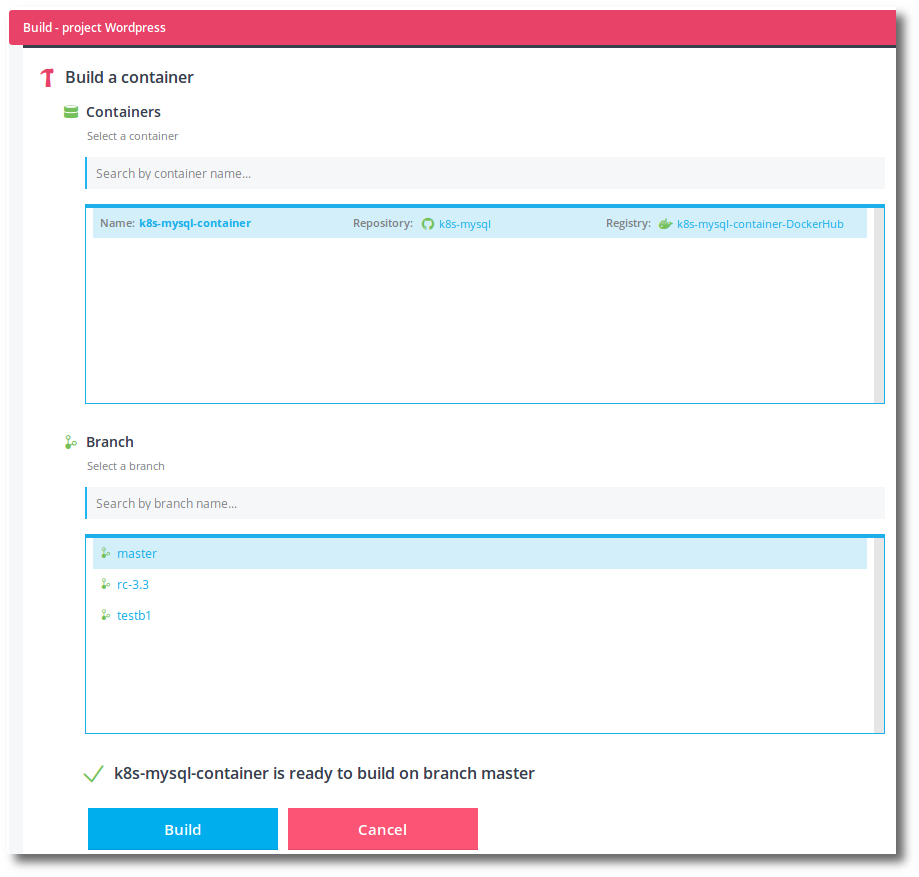 Build - project Wordpress
Build a container
Containers
Select a container
Search by container name...
Name: k8s-mysql-container Repository: k8s-mysql Registry: k8s-mysql-container-DockerHub
Branch
Select a branch
Search by branch name...
master
rc-3.3
testb1
k8s-mysql-container is ready to build on branch master
Build Cancel